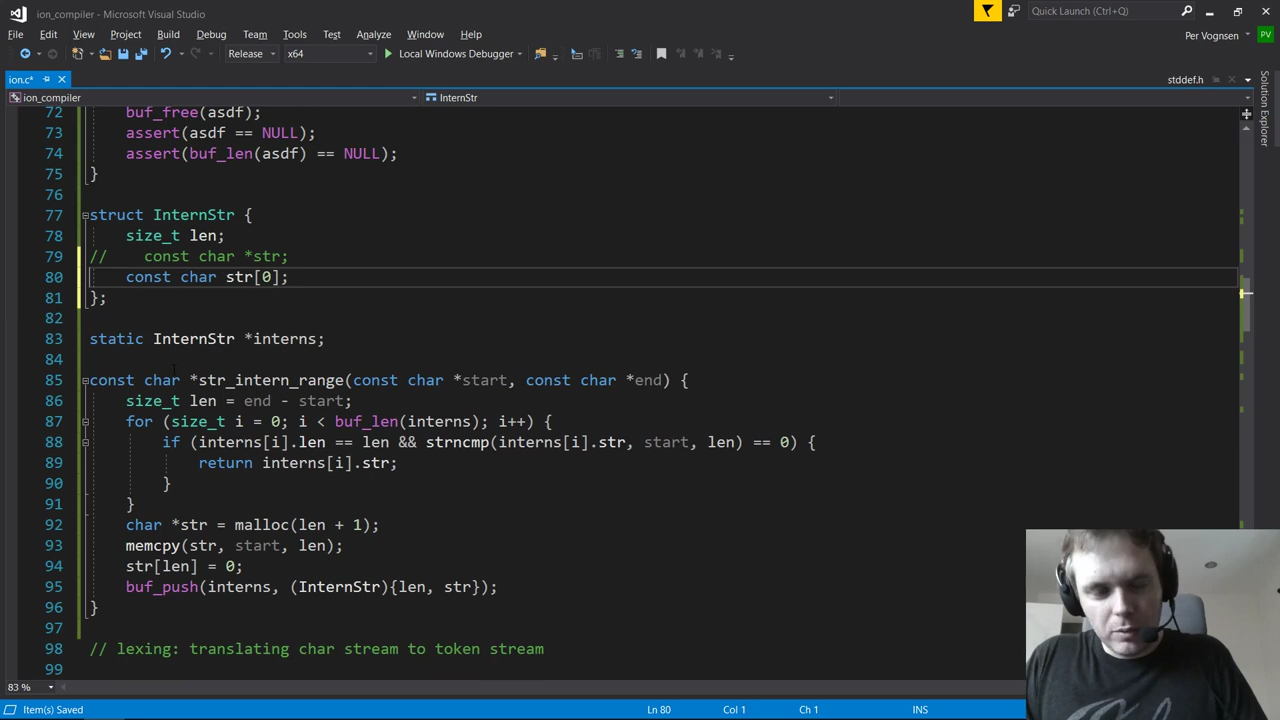 ion_compiler - Microsoft Visual Studio
Quick Launch (Ctrl+Q)
File Edit View Project Build Debug Team Tools Test Analyze Window Help
Per Vognsen PV
Release x64 Local Windows Debugger
ion.c* stddef.h
ion_compiler InternStr
Solution Explorer
72 buf_free(asdf);
73 assert(asdf == NULL);
74 assert(buf_len(asdf) == NULL);
75 }
76
77 struct InternStr {
78 size_t len;
79 // const char *str;
80 const char str[0];
81 };
82
83 static InternStr *interns;
84
85 const char *str_intern_range(const char *start, const char *end) {
86 size_t len = end - start;
87 for (size_t i = 0; i < buf_len(interns); i++) {
88 if (interns[i].len == len && strncmp(interns[i].str, start, len) == 0) {
89 return interns[i].str;
90 }
91 }
92 char *str = malloc(len + 1);
93 memcpy(str, start, len);
94 str[len] = 0;
95 buf_push(interns, (InternStr){len, str});
96 }
97
98 // lexing: translating char stream to token stream
99
83 %
Item(s) Saved Ln 80 Col 1 Ch 1 INS